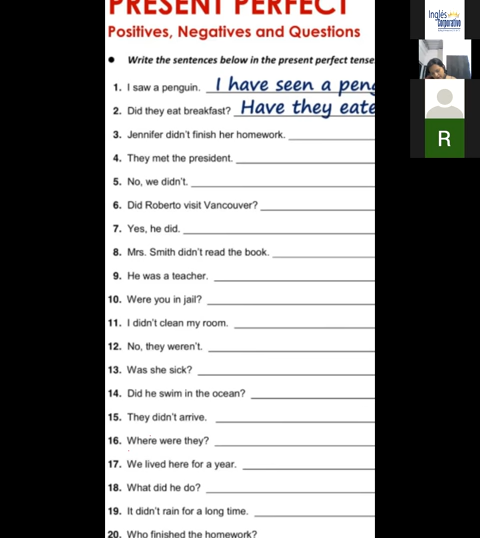 PRESENT PERFECT
Positives, Negatives and Questions
● Write the sentences below in the present perfect tense
1. I saw a penguin. I have seen a peng
2. Did they eat breakfast? Have they eate
3. Jennifer didn't finish her homework.
4. They met the president.
5. No, we didn't.
6. Did Roberto visit Vancouver?
7. Yes, he did.
8. Mrs. Smith didn't read the book.
9. He was a teacher.
10. Were you in jail?
11. I didn't clean my room.
12. No, they weren't.
13. Was she sick?
14. Did he swim in the ocean?
15. They didn't arrive.
16. Where were they?
17. We lived here for a year.
18. What did he do?
19. It didn't rain for a long time.
20. Who finished the homework?
Inglés
Corporativo
R